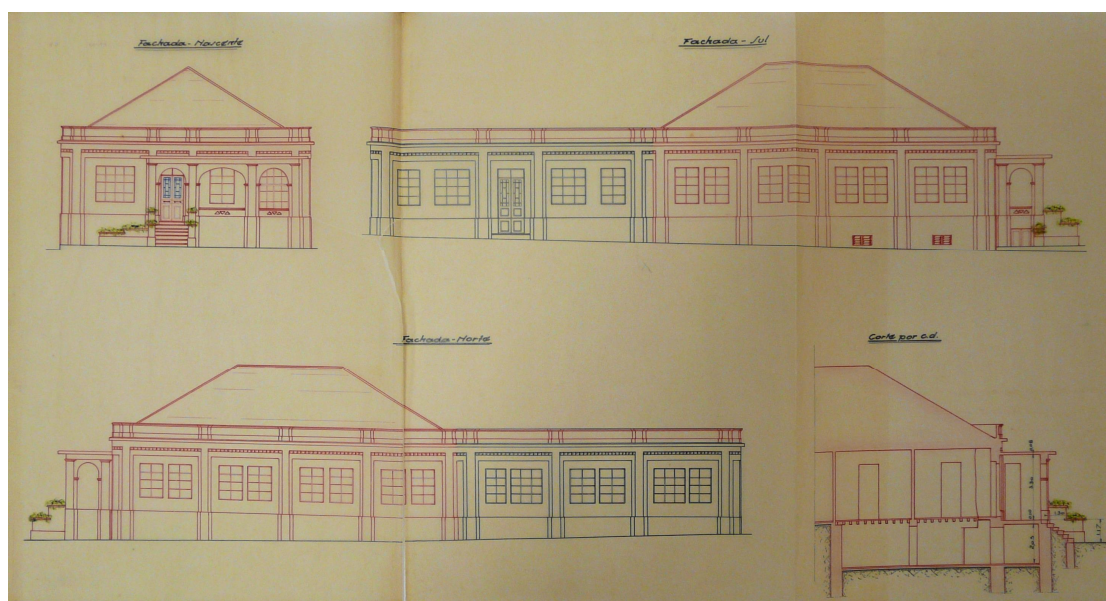 Fachada - Nascente
Fachada - Sul
Fachada - Norte
Corte por c.d.